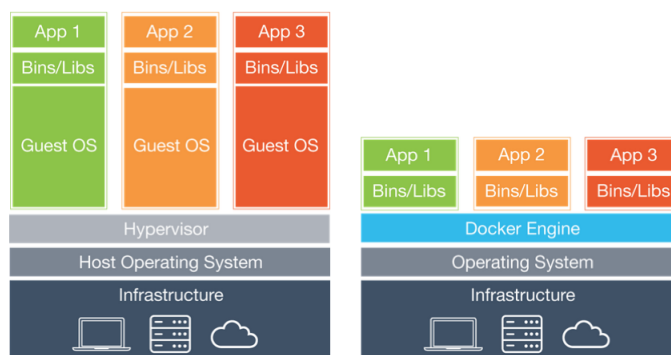 App 1
App 2
App 3
Bins/Libs
Bins/Libs
Bins/Libs
Guest OS
Guest OS
Guest OS
Hypervisor
Host Operating System
Infrastructure
App 1
App 2
App 3
Bins/Libs
Bins/Libs
Bins/Libs
Docker Engine
Operating System
Infrastructure